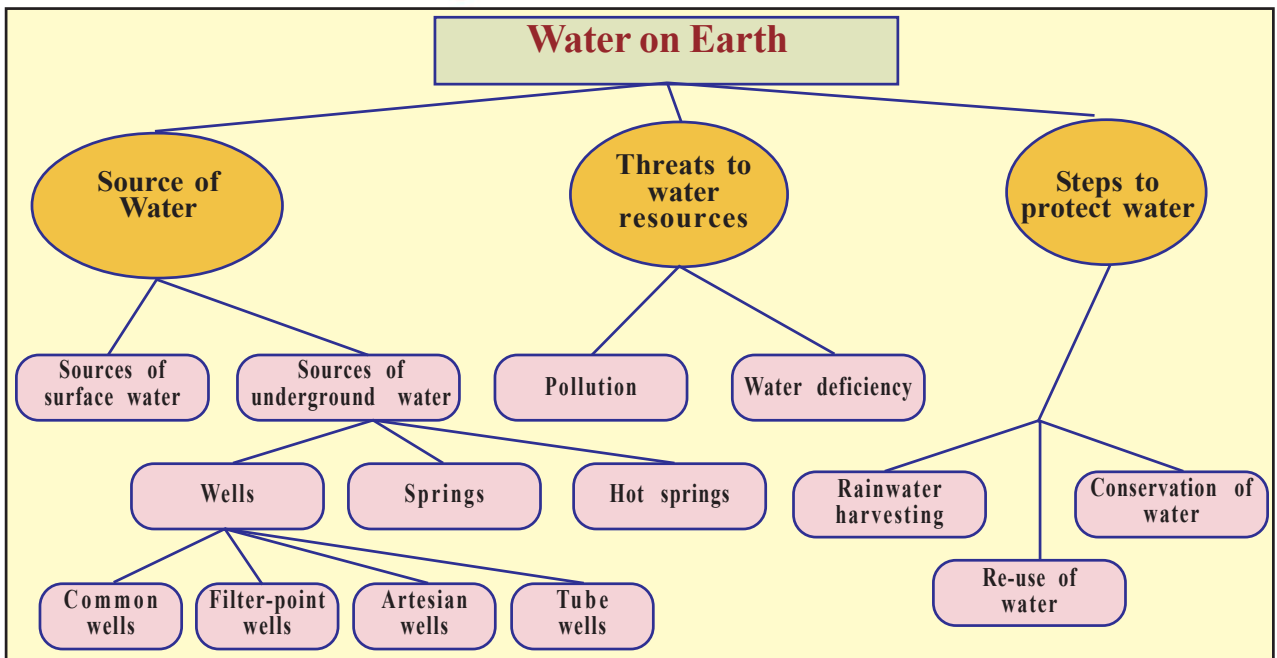 Water on Earth
Source of
Water
Threats to
water
resources
Steps to
protect water
Sources of
surface water
Sources of
underground water
Pollution
Water deficiency
Wells
Springs
Hot springs
Rainwater
harvesting
Conservation of
water
Re-use of
water
Common
wells
Filter-point
wells
Artesian
wells
Tube
wells